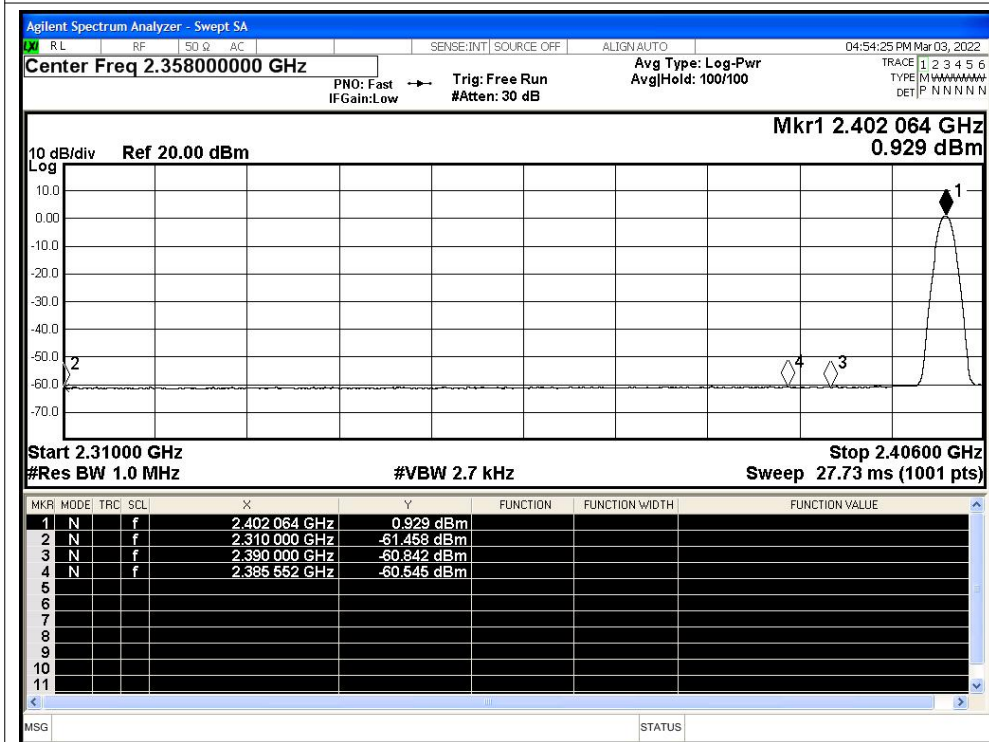 Agilent Spectrum Analyzer - Swept SA
LXI RL RF 50 Ω AC SENSE:INT SOURCE OFF ALIGN AUTO 04:54:25 PM Mar 03, 2022
Center Freq 2.358000000 GHz
PNO: Fast
IFGain:Low
Trig: Free Run
#Atten: 30 dB
Avg Type: Log-Pwr
Avg|Hold: 100/100
TRACE 1 2 3 4 5 6
TYPE M WWWWW
DET P N N N N N
Mkr1 2.402 064 GHz
0.929 dBm
10 dB/div Ref 20.00 dBm
Log
10.0
0.00
-10.0
-20.0
-30.0
-40.0
-50.0
-60.0
-70.0
1
2
4
3
Start 2.31000 GHz Stop 2.40600 GHz
#Res BW 1.0 MHz #VBW 2.7 kHz Sweep 27.73 ms (1001 pts)
MKR MODE TRC SCL X Y FUNCTION FUNCTION WIDTH FUNCTION VALUE
1 N f 2.402 064 GHz 0.929 dBm
2 N f 2.310 000 GHz -61.458 dBm
3 N f 2.390 000 GHz -60.842 dBm
4 N f 2.385 552 GHz -60.545 dBm
5
6
7
8
9
10
11
MSG STATUS